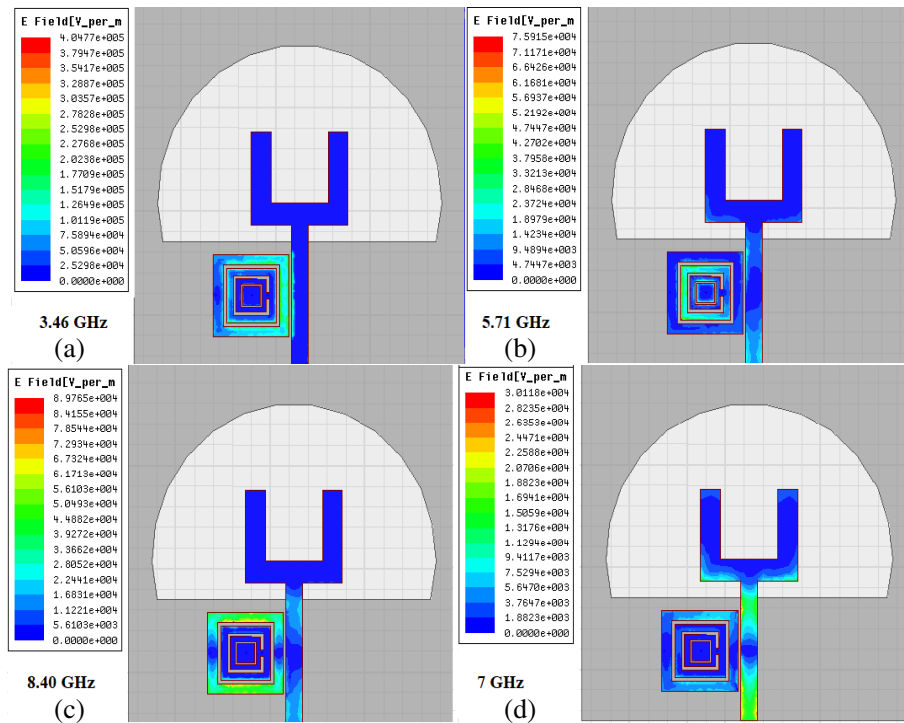 E Field[V_per_m
4.0477e+005
3.7947e+005
3.5417e+005
3.2887e+005
3.0357e+005
2.7828e+005
2.5298e+005
2.2768e+005
2.0238e+005
1.7709e+005
1.5179e+005
1.2649e+005
1.0119e+005
7.5894e+004
5.0596e+004
2.5298e+004
0.0000e+000
3.46 GHz
(a)
E Field[V_per_m
7.5915e+004
7.1171e+004
6.6426e+004
6.1681e+004
5.6937e+004
5.2192e+004
4.7447e+004
4.2702e+004
3.7958e+004
3.3213e+004
2.8468e+004
2.3724e+004
1.8979e+004
1.4234e+004
9.4894e+003
4.7447e+003
0.0000e+000
5.71 GHz
(b)
E Field[V_per_m
8.9765e+004
8.4155e+004
7.8544e+004
7.2934e+004
6.7324e+004
6.1713e+004
5.6103e+004
5.0493e+004
4.4882e+004
3.9272e+004
3.3662e+004
2.8052e+004
2.2441e+004
1.6831e+004
1.1221e+004
5.6103e+003
0.0000e+000
8.40 GHz
(c)
E Field[V_per_m
3.0118e+004
2.8235e+004
2.6353e+004
2.4471e+004
2.2588e+004
2.0706e+004
1.8823e+004
1.6941e+004
1.5059e+004
1.3176e+004
1.1294e+004
9.4117e+003
7.5294e+003
5.6470e+003
3.7647e+003
1.8823e+003
0.0000e+000
7 GHz
(d)